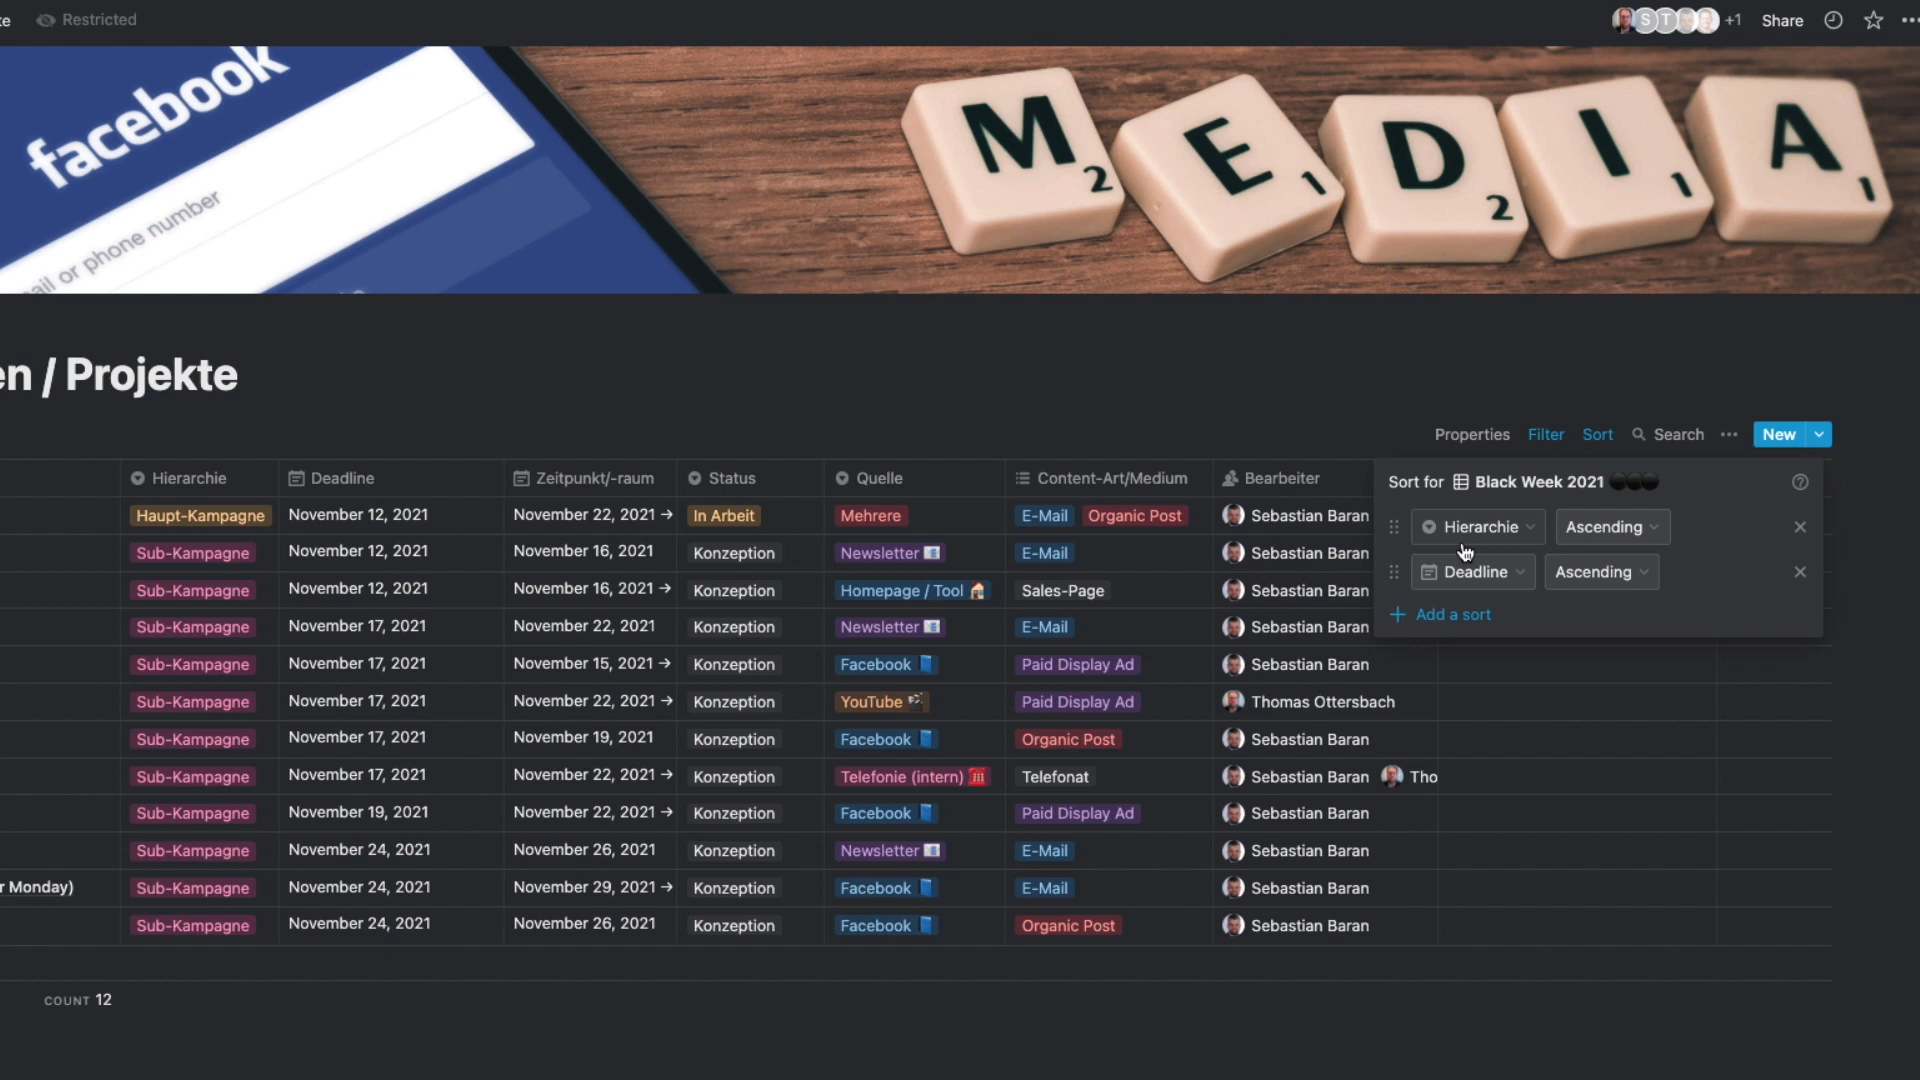 te Restricted S T +1 Share
facebook
ail or phone number
M2 E1 D2 I1 A1
en / Projekte
Properties Filter Sort Search New
Hierarchie Deadline Zeitpunkt/-raum Status Quelle Content-Art/Medium Bearbeiter
Sort for Black Week 2021
Hierarchie Ascending
Deadline Ascending
+ Add a sort
Haupt-Kampagne November 12, 2021 November 22, 2021 → In Arbeit Mehrere E-Mail Organic Post Sebastian Baran
Sub-Kampagne November 12, 2021 November 16, 2021 Konzeption Newsletter E-Mail Sebastian Baran
Sub-Kampagne November 12, 2021 November 16, 2021 → Konzeption Homepage / Tool Sales-Page Sebastian Baran
Sub-Kampagne November 17, 2021 November 22, 2021 Konzeption Newsletter E-Mail Sebastian Baran
Sub-Kampagne November 17, 2021 November 15, 2021 → Konzeption Facebook Paid Display Ad Sebastian Baran
Sub-Kampagne November 17, 2021 November 22, 2021 → Konzeption YouTube Paid Display Ad Thomas Ottersbach
Sub-Kampagne November 17, 2021 November 19, 2021 Konzeption Facebook Organic Post Sebastian Baran
Sub-Kampagne November 17, 2021 November 22, 2021 → Konzeption Telefonie (intern) Telefonat Sebastian Baran Tho
Sub-Kampagne November 19, 2021 November 22, 2021 → Konzeption Facebook Paid Display Ad Sebastian Baran
Sub-Kampagne November 24, 2021 November 26, 2021 Konzeption Newsletter E-Mail Sebastian Baran
r Monday) Sub-Kampagne November 24, 2021 November 29, 2021 → Konzeption Facebook E-Mail Sebastian Baran
Sub-Kampagne November 24, 2021 November 26, 2021 Konzeption Facebook Organic Post Sebastian Baran
COUNT 12